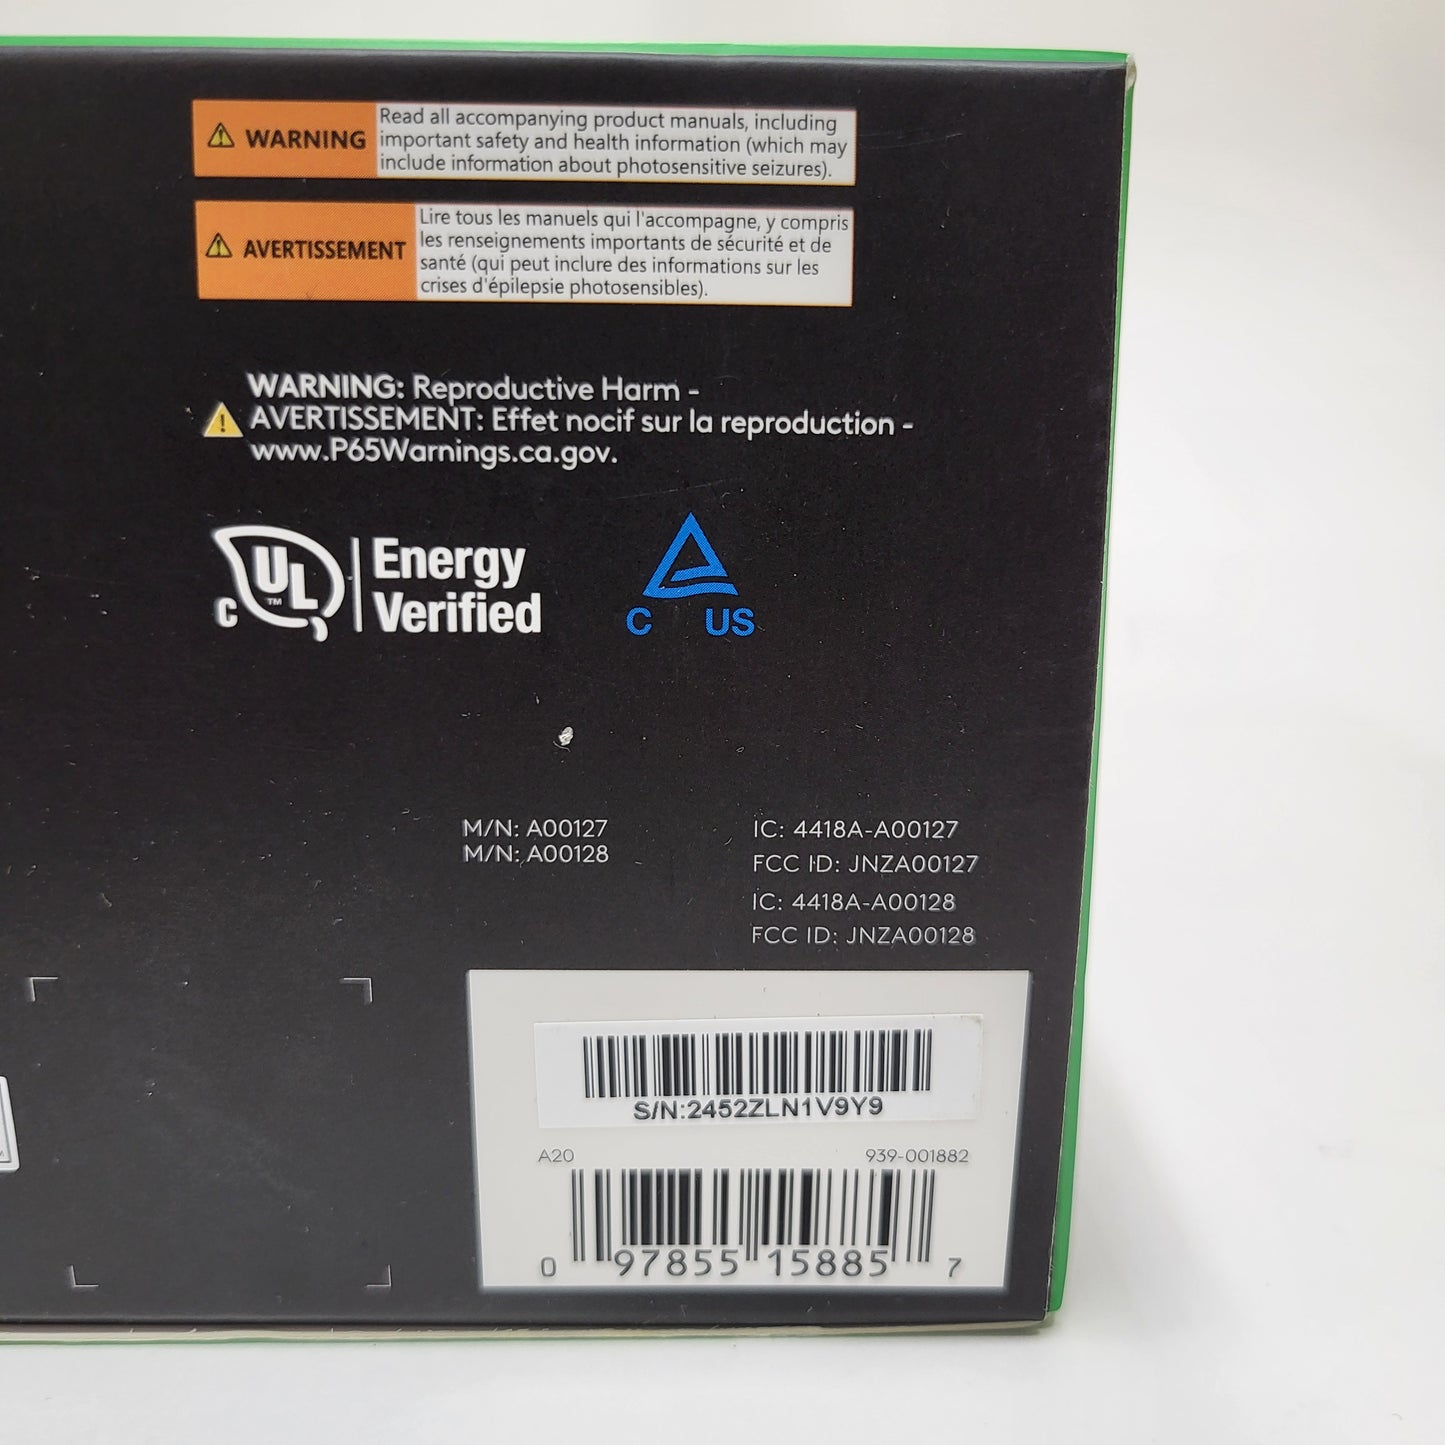 WARNING
Read all accompanying product manuals, including
important safety and health information (which may
include information about photosensitive seizures).
AVERTISSEMENT
Lire tous les manuels qui l'accompagne, y compris
les renseignements importants de sécurité et de
santé (qui peut inclure des informations sur les
crises d'épilepsie photosensibles).
WARNING: Reproductive Harm -
AVERTISSEMENT: Effet nocif sur la reproduction -
www.P65Warnings.ca.gov.
C UL TM
Energy
Verified
C US
M/N: A00127
M/N: A00128
IC: 4418A-A00127
FCC ID: JNZA00127
IC: 4418A-A00128
FCC ID: JNZA00128
S/N:2452ZLN1V9Y9
A20 939-001882
0 97855 15885 7